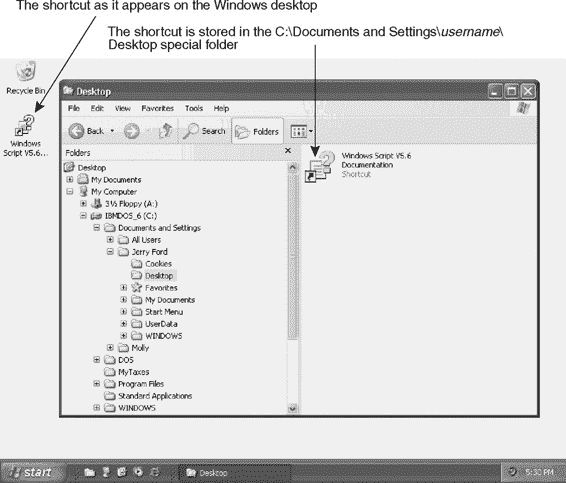 The shortcut as it appears on the Windows desktop
The shortcut is stored in the C:\Documents and Settings\username\
Desktop special folder
Recycle Bin
Windows
Script V5.6...
Desktop
File Edit View Favorites Tools Help
Back Search Folders
Folders
Desktop
My Documents
My Computer
3½ Floppy (A:)
IBMDOS_6 (C:)
Documents and Settings
All Users
Jerry Ford
Cookies
Desktop
Favorites
My Documents
Start Menu
UserData
WINDOWS
Molly
DOS
MyTaxes
Program Files
Standard Applications
WINDOWS
Windows Script V5.6
Documentation
Shortcut
start
Desktop
5:30 PM